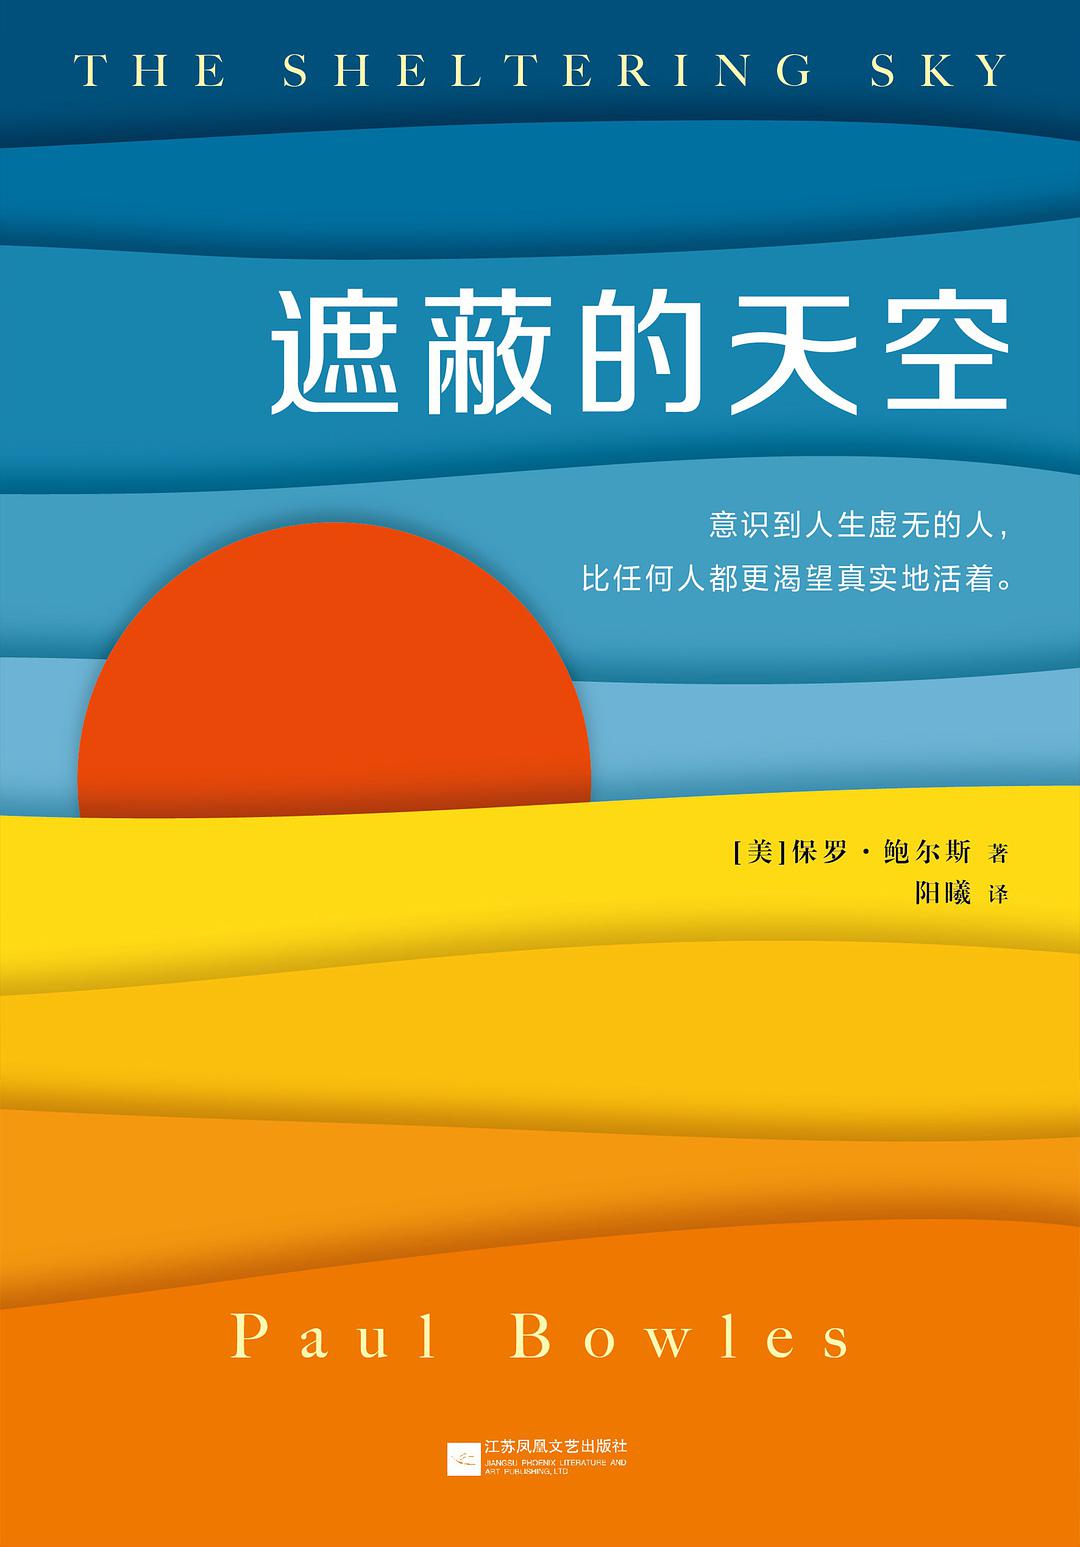 THE SHELTERING SKY
遮蔽的天空
意识到人生虚无的人，
比任何人都更渴望真实地活着。
[美]保罗·鲍尔斯 著
阳曦 译
Paul Bowles
江苏凤凰文艺出版社
JIANGSU PHOENIX LITERATURE AND
ART PUBLISHING, LTD